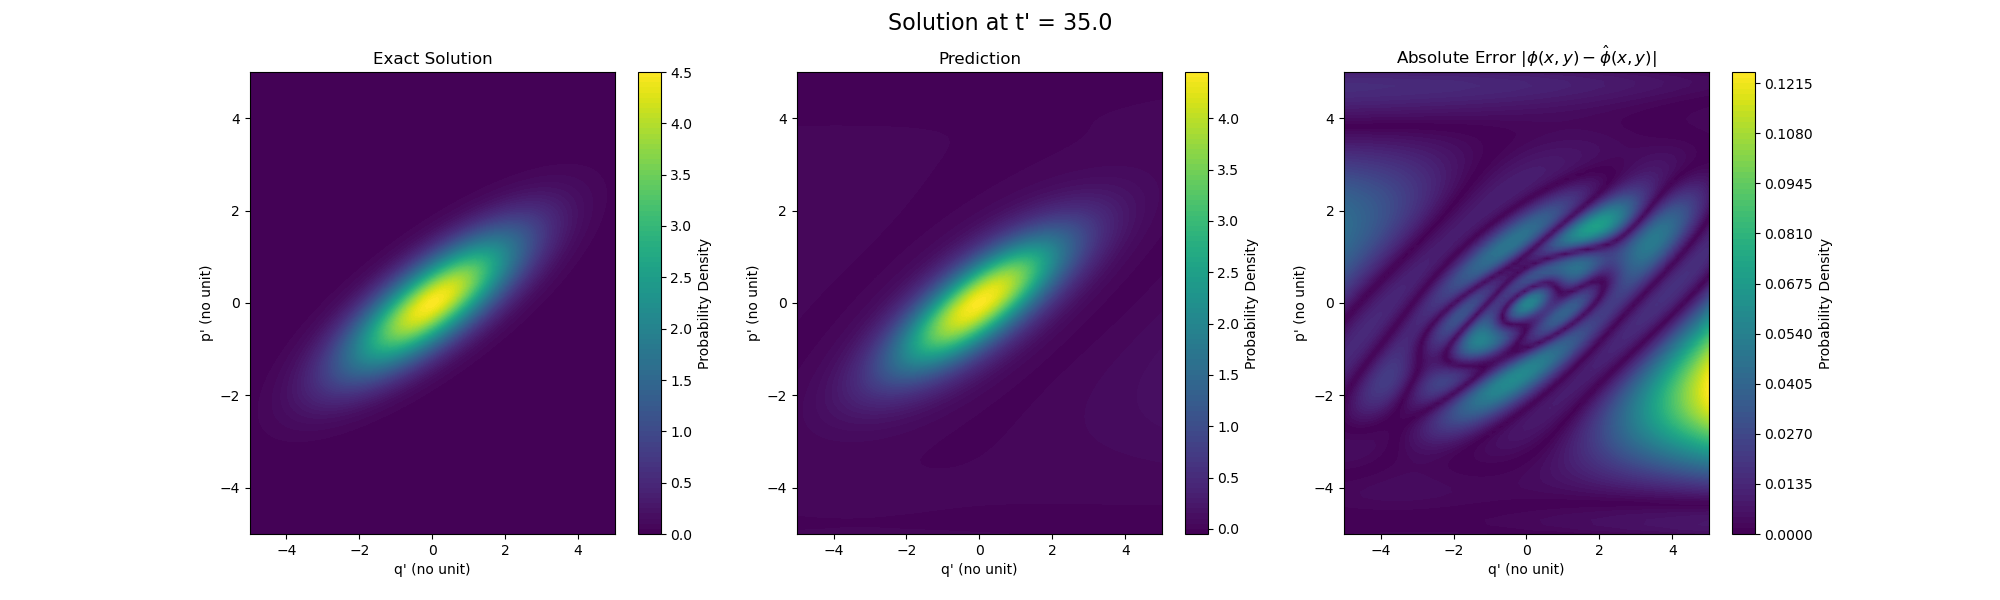 Solution at t' = 35.0
Exact Solution
p' (no unit)
4
2
0
−2
−4
−4 −2 0 2 4
q' (no unit)
4.5
4.0
3.5
3.0
2.5
2.0
1.5
1.0
0.5
0.0
Probability Density
Prediction
p' (no unit)
4
2
0
−2
−4
−4 −2 0 2 4
q' (no unit)
4.0
3.5
3.0
2.5
2.0
1.5
1.0
0.5
0.0
Probability Density
Absolute Error |ϕ(x, y) − ϕ̂(x, y)|
p' (no unit)
4
2
0
−2
−4
−4 −2 0 2 4
q' (no unit)
0.1215
0.1080
0.0945
0.0810
0.0675
0.0540
0.0405
0.0270
0.0135
0.0000
Probability Density